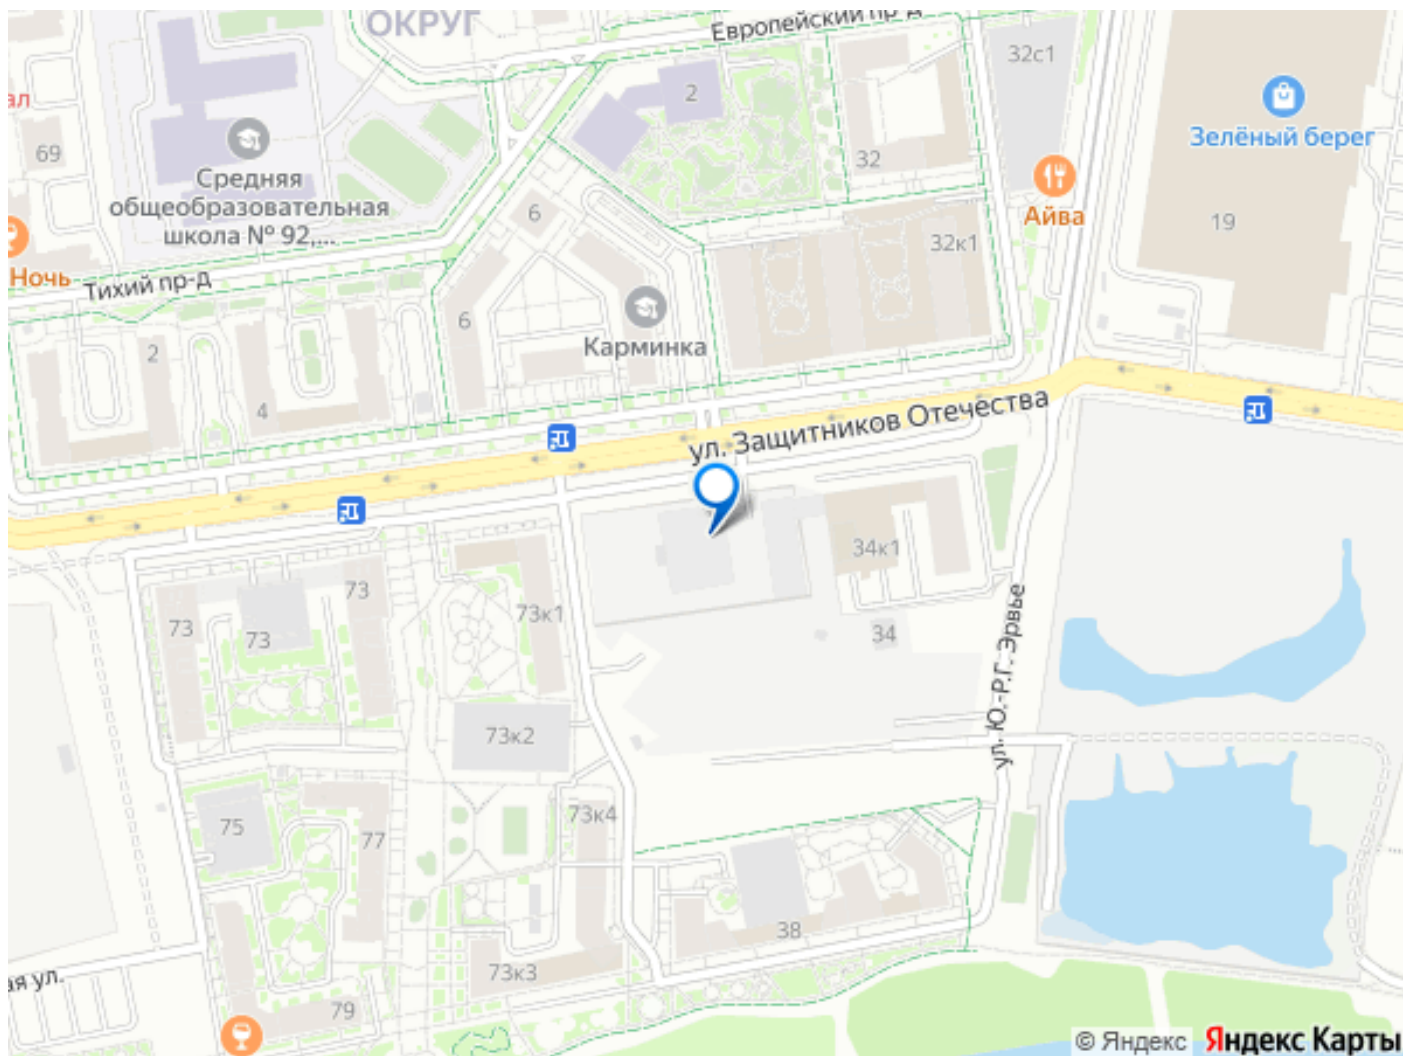 ОКРУГ
Европейский пр-д
32с1
Зелёный берег
2
ал
69
Средняя
общеобразовательная
школа № 92,...
32
Айва
19
6
32к1
Ночь
Тихий пр-д
6
Карминка
2
4
ул. Защитников Отечества
34к1
73
73
73
73к1
34
ул. Ю.-Р.Г. Эрвье
73к2
75
77
73к4
38
73к3
ая ул.
79
© Яндекс Яндекс Карты